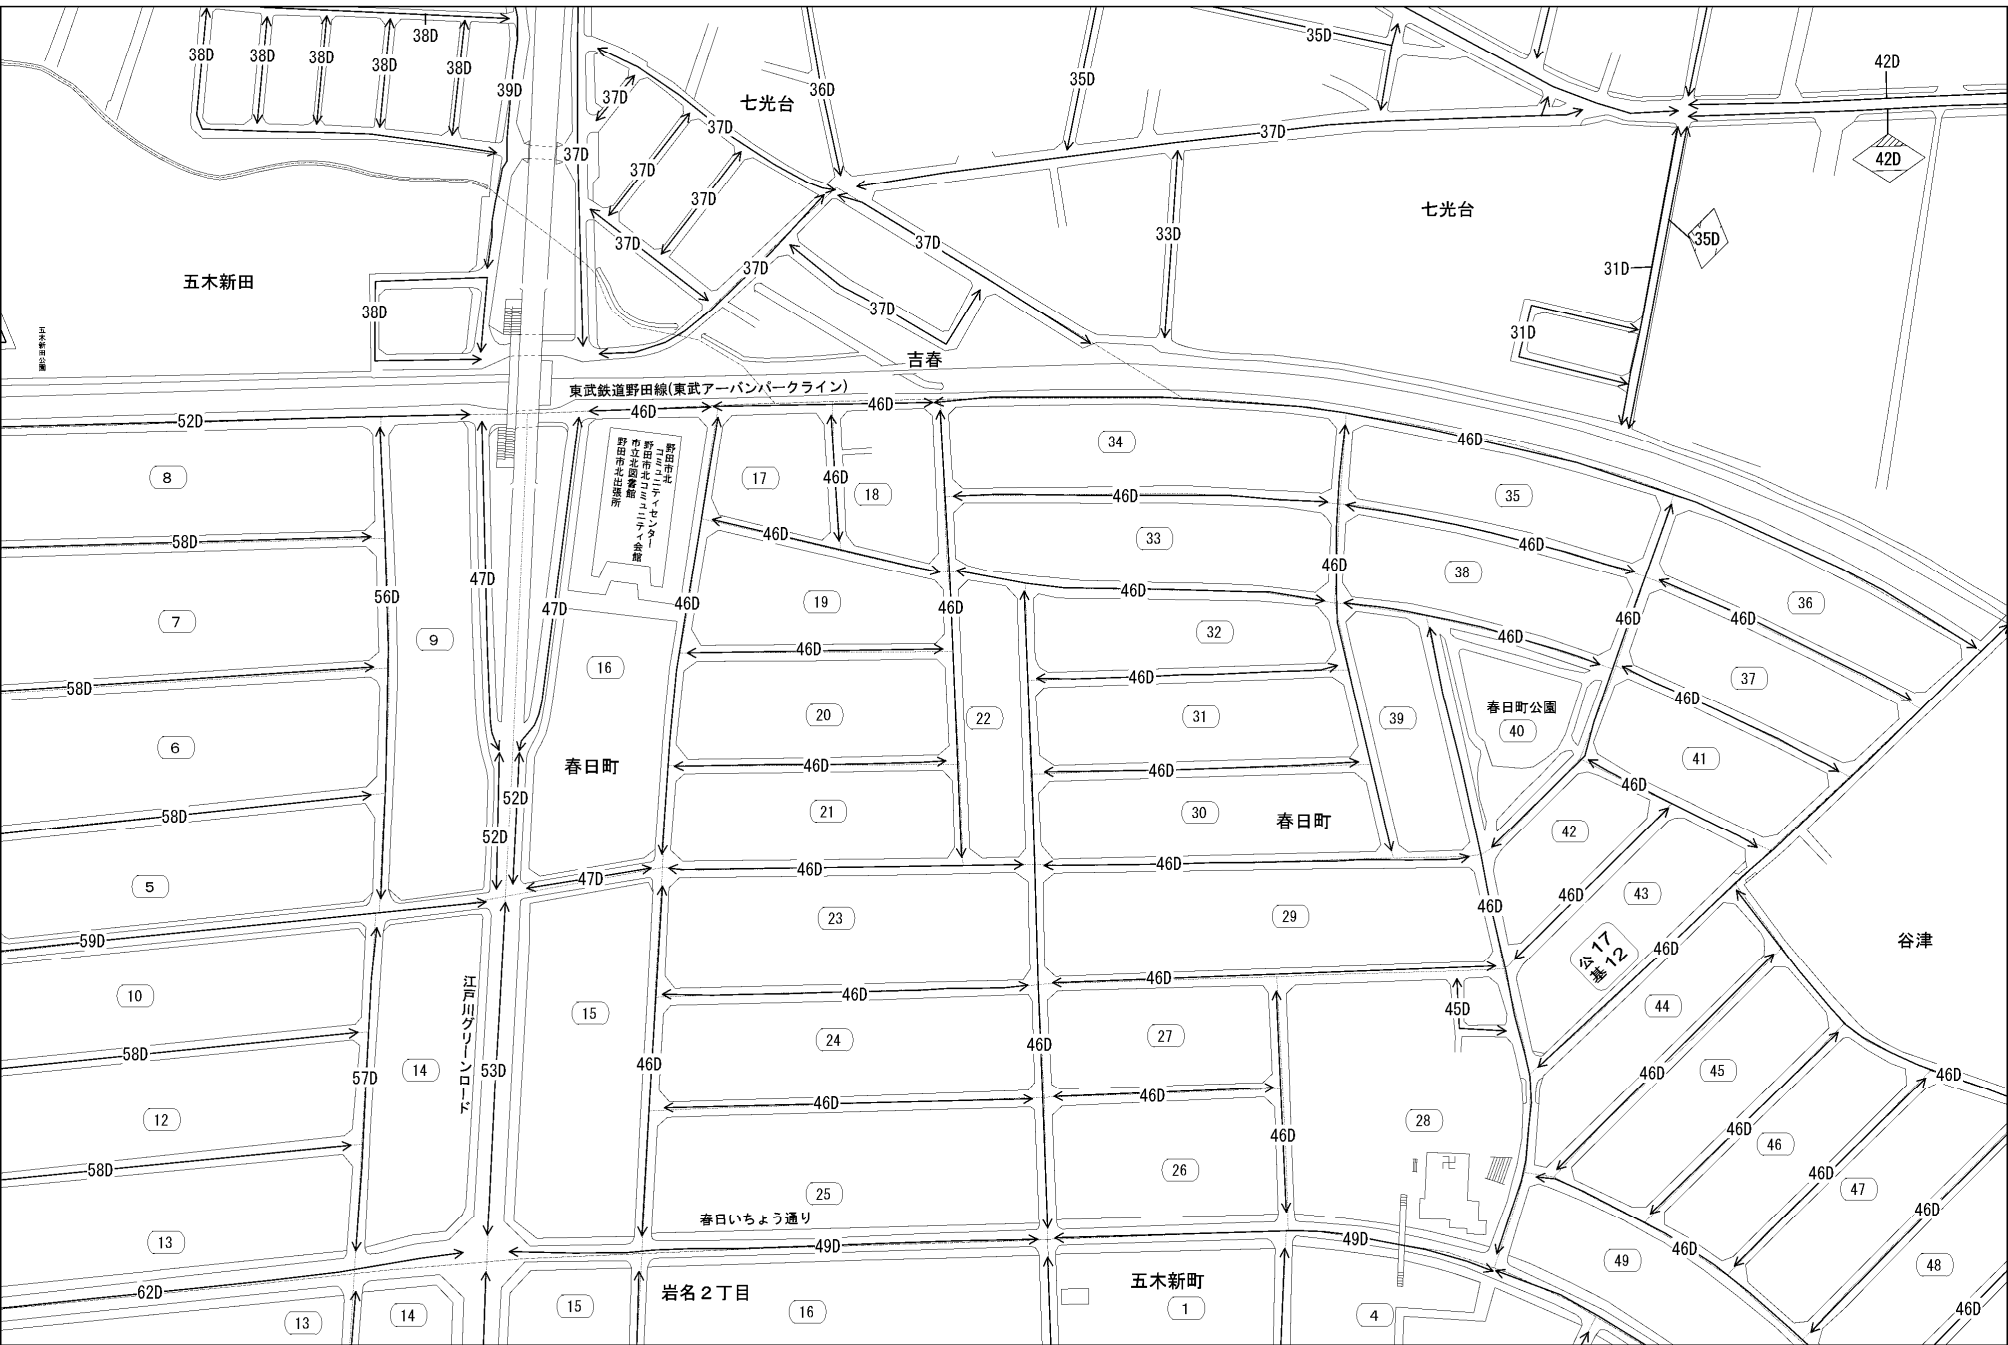 38D
38D
38D
38D
38D
38D
39D
37D
37D
37D
37D
37D
37D
七光台
36D
35D
35D
37D
42D
42D
33D
七光台
35D
31D
31D
五木新田
五木新田公園
38D
37D
37D
37D
吉春
東武鉄道野田線(東武アーバンパークライン)
52D
46D
46D
46D
野田市北
コミュニティセンター
野田市北コミュニティ会館
市立北図書館
野田市北出張所
8
17
46D
18
34
46D
35
58D
46D
33
46D
47D
56D
47D
46D
46D
46D
46D
38
7
9
19
46D
32
46D
46D
46D
36
58D
16
46D
46D
46D
37
6
20
22
31
39
春日町公園
40
春日町
46D
46D
46D
41
58D
52D
52D
21
30
春日町
42
5
47D
46D
46D
46D
43
59D
23
29
46D
46D
公17
基12
谷津
10
江戸川グリーンロード
15
46D
46D
45D
44
58D
57D
14
53D
46D
24
46D
27
46D
45
46D
12
46D
46D
46D
28
46D
46
58D
25
26
46D
47
46D
13
春日いちょう通り
49D
49D
46D
49
48
62D
13
14
15
岩名2丁目
16
五木新町
1
4
46D